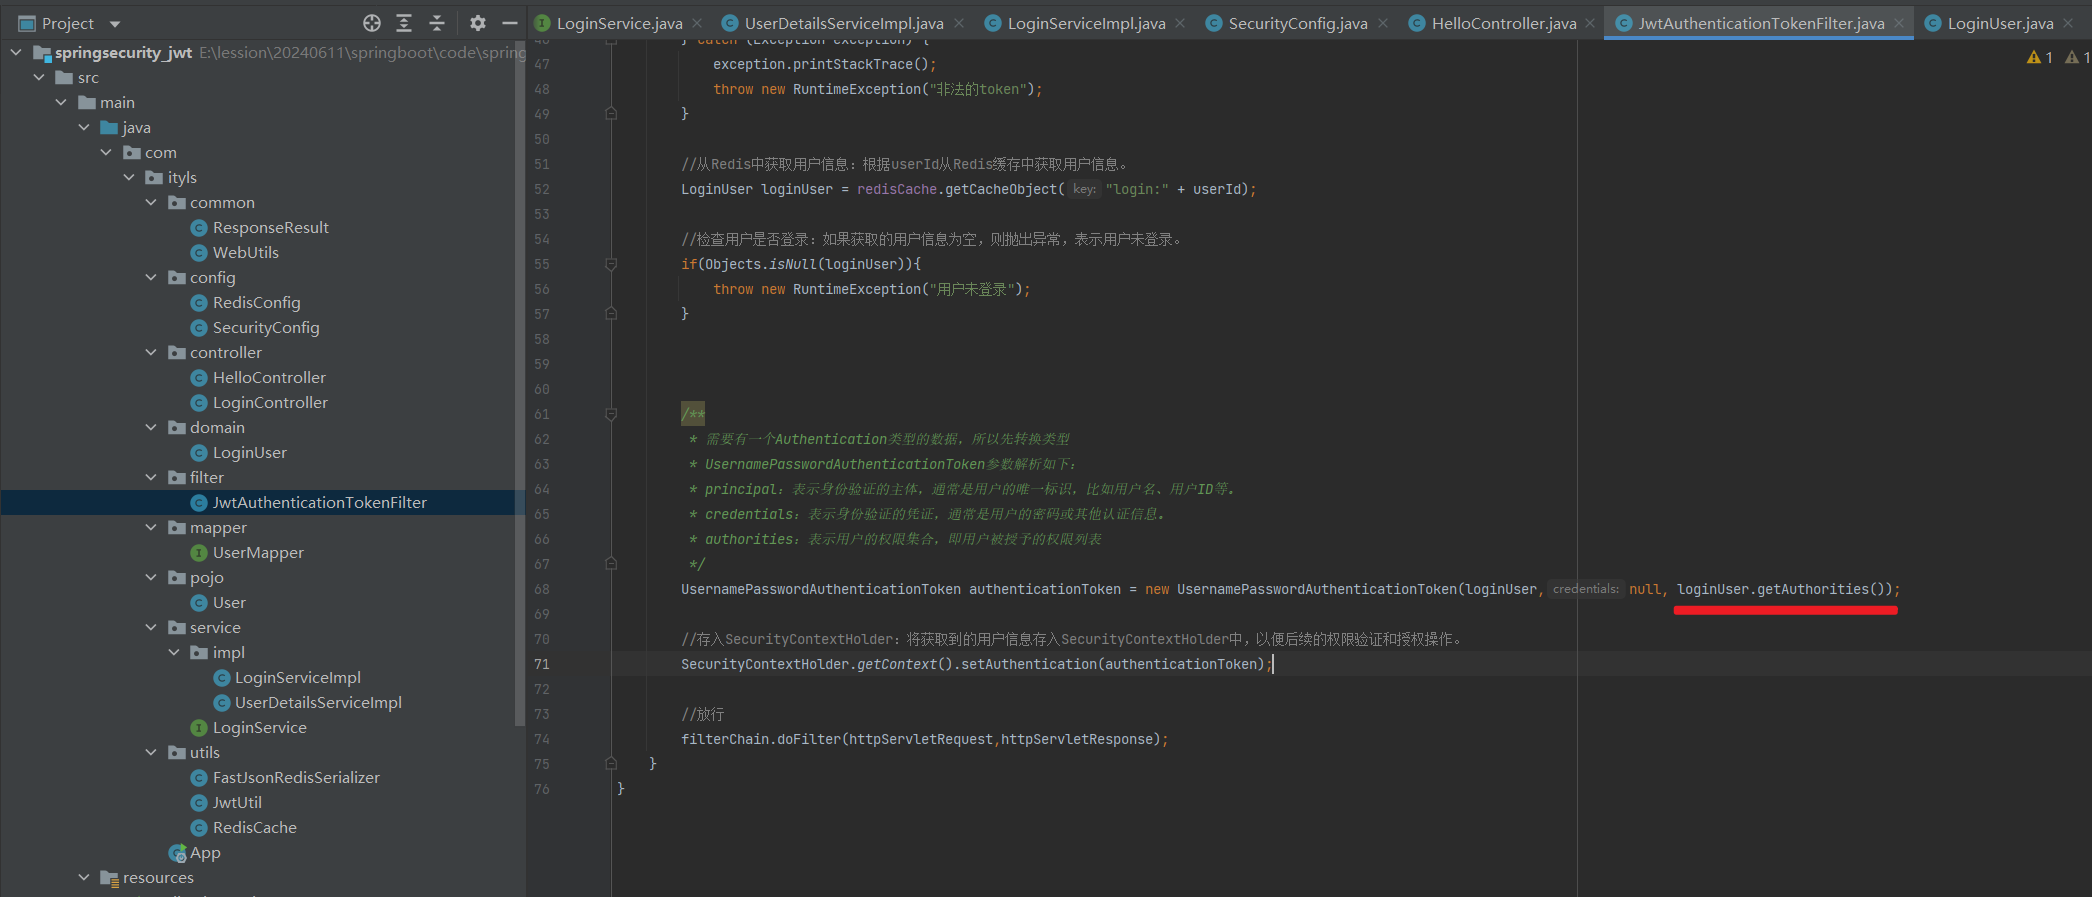 Project
LoginService.java
UserDetailsServiceImpl.java
LoginServiceImpl.java
SecurityConfig.java
HelloController.java
JwtAuthenticationTokenFilter.java
LoginUser.java
springsecurity_jwt E:\lession\20240611\springboot\code\spring
src
main
java
com
ityls
common
ResponseResult
WebUtils
config
RedisConfig
SecurityConfig
controller
HelloController
LoginController
domain
LoginUser
filter
JwtAuthenticationTokenFilter
mapper
UserMapper
pojo
User
service
impl
LoginServiceImpl
UserDetailsServiceImpl
LoginService
utils
FastJsonRedisSerializer
JwtUtil
RedisCache
App
resources
1 1
46 } catch (Exception exception) {
47 exception.printStackTrace();
48 throw new RuntimeException("非法的token");
49 }
50
51 //从Redis中获取用户信息：根据userId从Redis缓存中获取用户信息。
52 LoginUser loginUser = redisCache.getCacheObject( key: "login:" + userId);
53
54 //检查用户是否登录：如果获取的用户信息为空，则抛出异常，表示用户未登录。
55 if(Objects.isNull(loginUser)){
56 throw new RuntimeException("用户未登录");
57 }
58
59
60
61 /**
62 * 需要有一个Authentication类型的数据，所以先转换类型
63 * UsernamePasswordAuthenticationToken参数解析如下：
64 * principal：表示身份验证的主体，通常是用户的唯一标识，比如用户名、用户ID等。
65 * credentials：表示身份验证的凭证，通常是用户的密码或其他认证信息。
66 * authorities：表示用户的权限集合，即用户被授予的权限列表
67 */
68 UsernamePasswordAuthenticationToken authenticationToken = new UsernamePasswordAuthenticationToken(loginUser, credentials: null, loginUser.getAuthorities());
69
70 //存入SecurityContextHolder：将获取到的用户信息存入SecurityContextHolder中，以便后续的权限验证和授权操作。
71 SecurityContextHolder.getContext().setAuthentication(authenticationToken);
72
73 //放行
74 filterChain.doFilter(httpServletRequest,httpServletResponse);
75 }
76 }